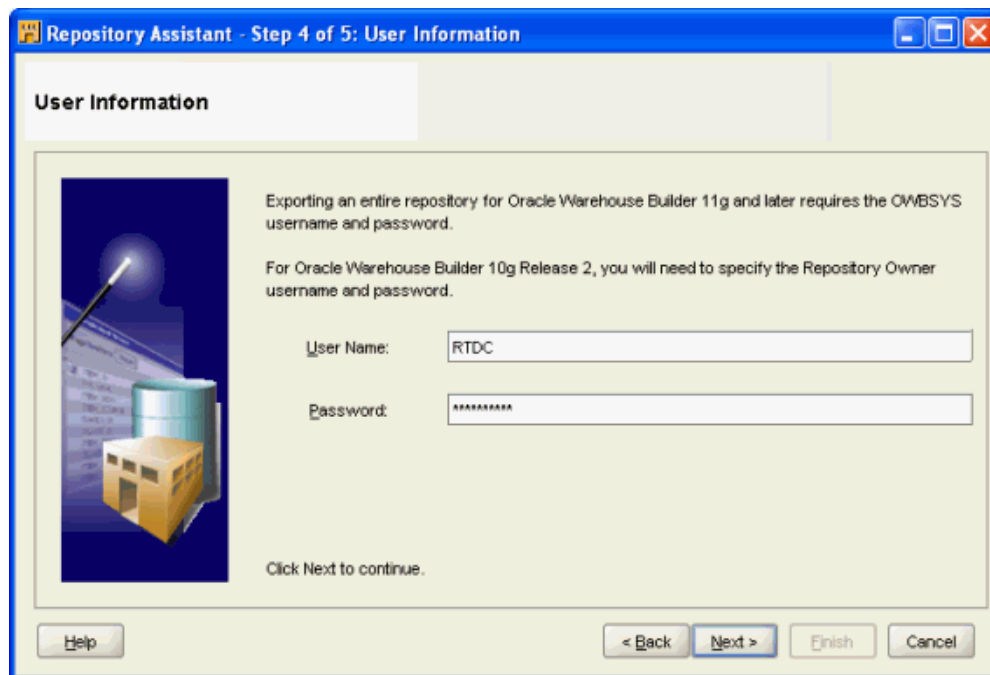 Repository Assistant - Step 4 of 5: User Information
User Information
Exporting an entire repository for Oracle Warehouse Builder 11g and later requires the OWBSYS
username and password.
For Oracle Warehouse Builder 10g Release 2, you will need to specify the Repository Owner
username and password.
User Name: RTDC
Password: **********
Click Next to continue.
Help < Back Next > Finish Cancel